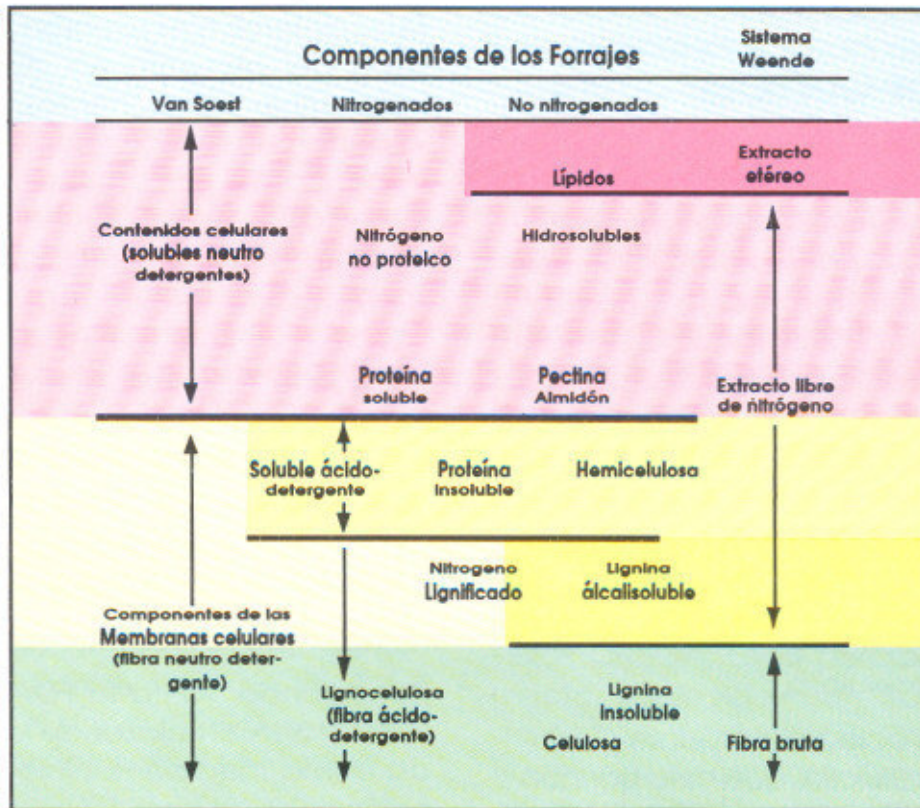 Componentes de los Forrajes
Sistema
Weende
Van Soest
Nitrogenados
No nitrogenados
Lípidos
Extracto
etéreo
Contenidos celulares
(solubles neutro
detergentes)
Nitrógeno
no proteico
Hidrosolubles
Proteína
soluble
Pectina
Almidón
Extracto libre
de nitrógeno
Soluble ácido-
detergente
Proteína
insoluble
Hemicelulosa
Nitrogeno
Lignificado
Lignina
álcalisoluble
Componentes de las
Membranas celulares
(fibra neutro deter-
gente)
Lignocelulosa
(fibra ácido-
detergente)
Lignina
insoluble
Celulosa
Fibra bruta